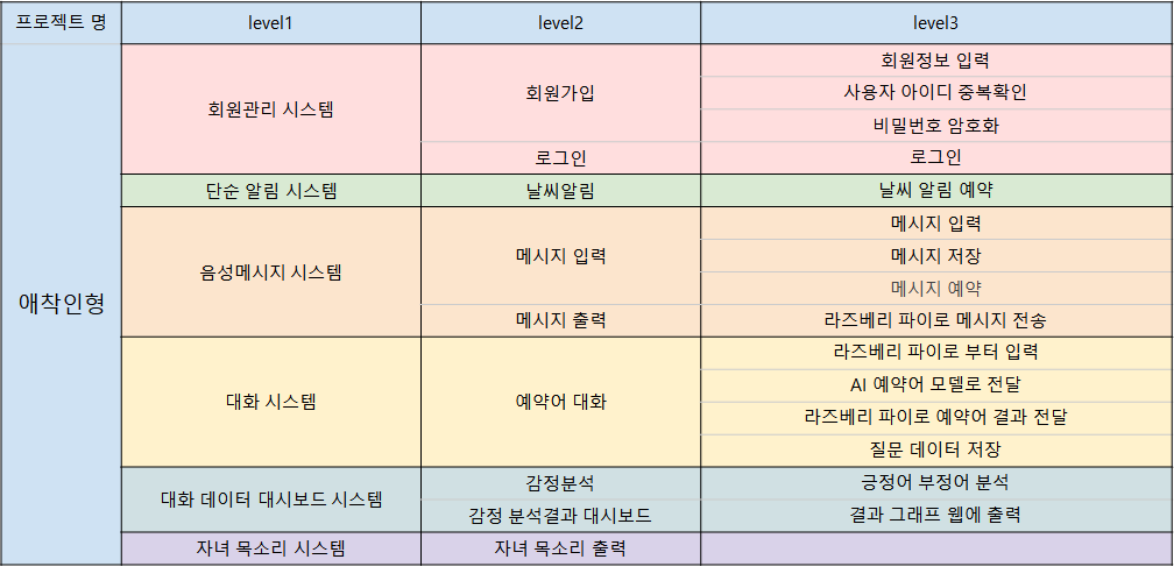 프로젝트 명 level1 level2 level3
애착인형
회원관리 시스템
회원가입
회원정보 입력
사용자 아이디 중복확인
비밀번호 암호화
로그인 로그인
단순 알림 시스템 날씨알림 날씨 알림 예약
음성메시지 시스템
메시지 입력
메시지 입력
메시지 저장
메시지 예약
메시지 출력 라즈베리 파이로 메시지 전송
대화 시스템
예약어 대화
라즈베리 파이로 부터 입력
AI 예약어 모델로 전달
라즈베리 파이로 예약어 결과 전달
질문 데이터 저장
대화 데이터 대시보드 시스템
감정분석 긍정어 부정어 분석
감정 분석결과 대시보드 결과 그래프 웹에 출력
자녀 목소리 시스템 자녀 목소리 출력